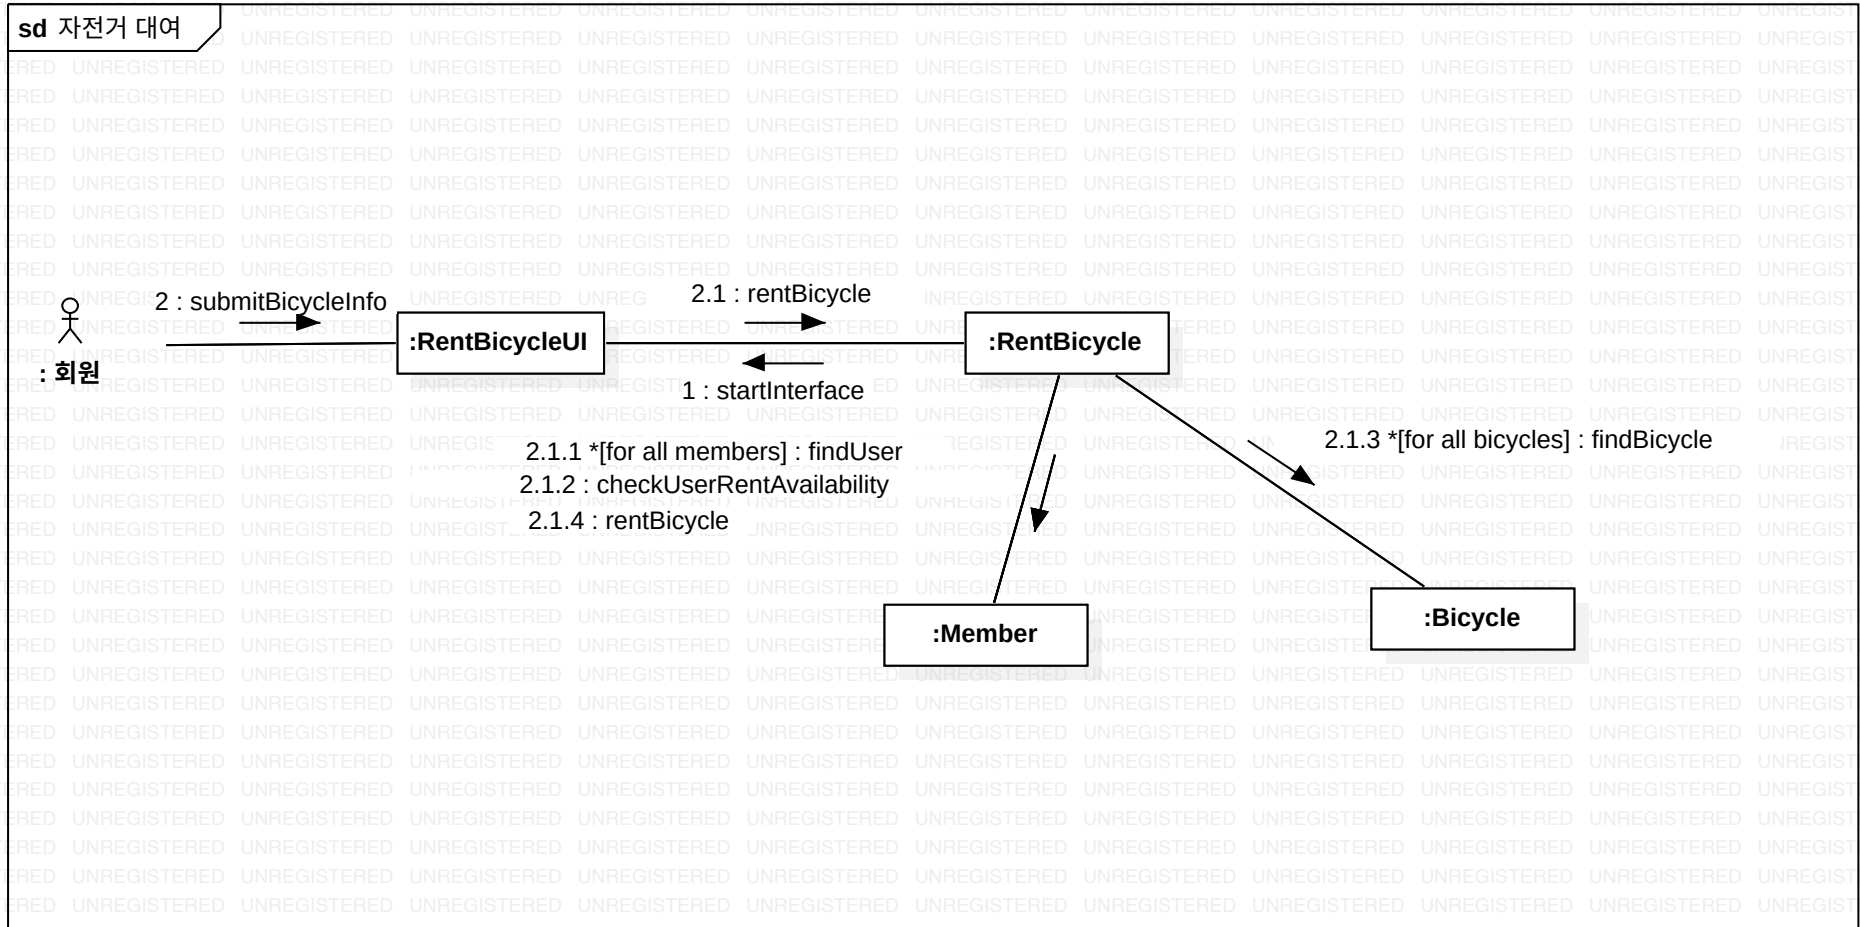 sd 자전거 대여
2 : submitBicycleInfo
2.1 : rentBicycle
: 회원
:RentBicycleUI
:RentBicycle
1 : startInterface
2.1.1 *[for all members] : findUser
2.1.2 : checkUserRentAvailability
2.1.4 : rentBicycle
2.1.3 *[for all bicycles] : findBicycle
:Member
:Bicycle
UNREGISTERED